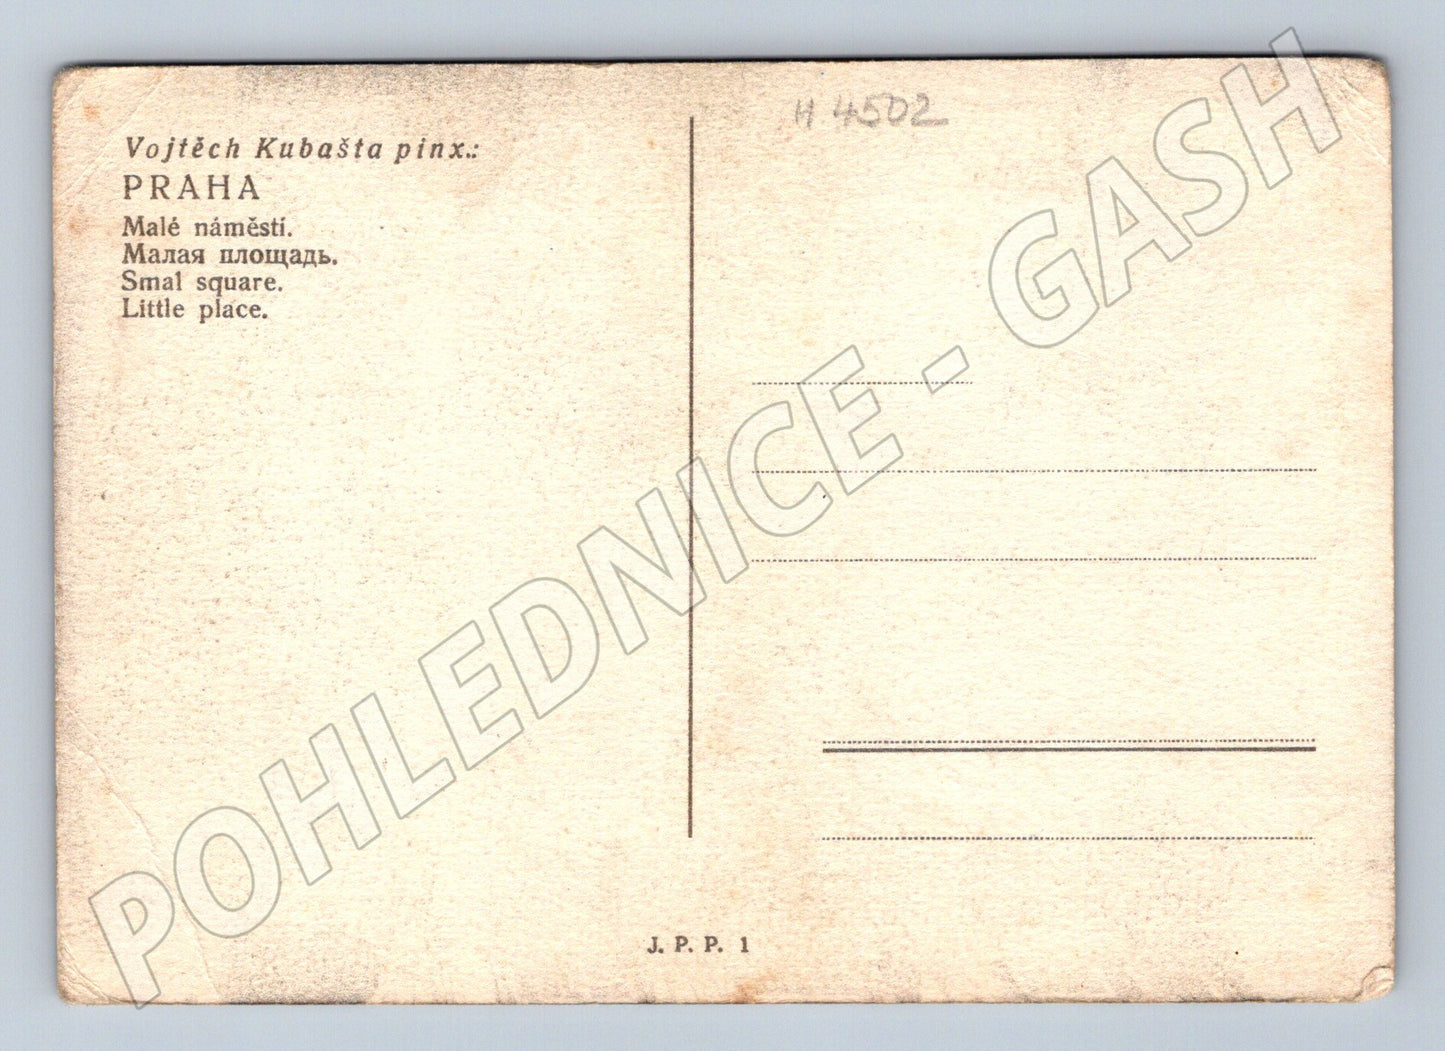 Vojtěch Kubašta pinx.:
PRAHA
Malé náměstí.
Малая площадь.
Smal square.
Little place.
H 4502
J. P. P. 1
POHLEDNICE - GASH